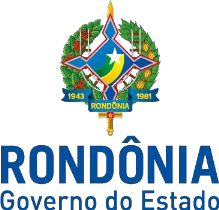 1943 1981
RONDÔNIA
RONDÔNIA
Governo do Estado